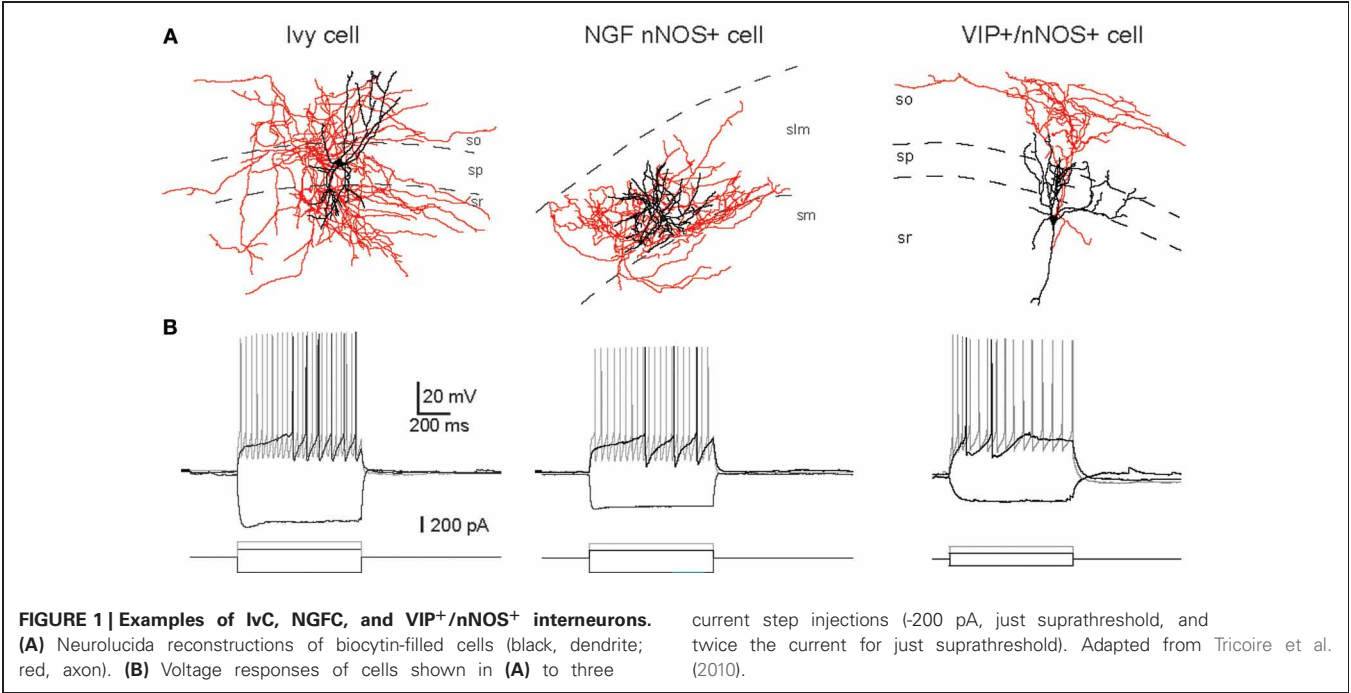 A
Ivy cell
NGF nNOS+ cell
VIP+/nNOS+ cell
so
sp
sr
slm
sm
so
sp
sr
B
20 mV
200 ms
200 pA
FIGURE 1 | Examples of IvC, NGFC, and VIP+/nNOS+ interneurons.
(A) Neurolucida reconstructions of biocytin-filled cells (black, dendrite;
red, axon). (B) Voltage responses of cells shown in (A) to three
current step injections (-200 pA, just suprathreshold, and
twice the current for just suprathreshold). Adapted from Tricoire et al.
(2010).